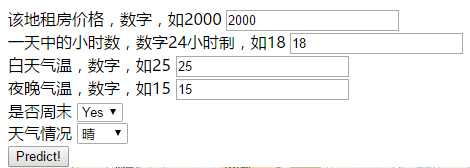 该地租房价格，数字，如2000 2000
一天中的小时数，数字24小时制，如18 18
白天气温，数字，如25 25
夜晚气温，数字，如15 15
是否周末 Yes
天气情况 晴
Predict!